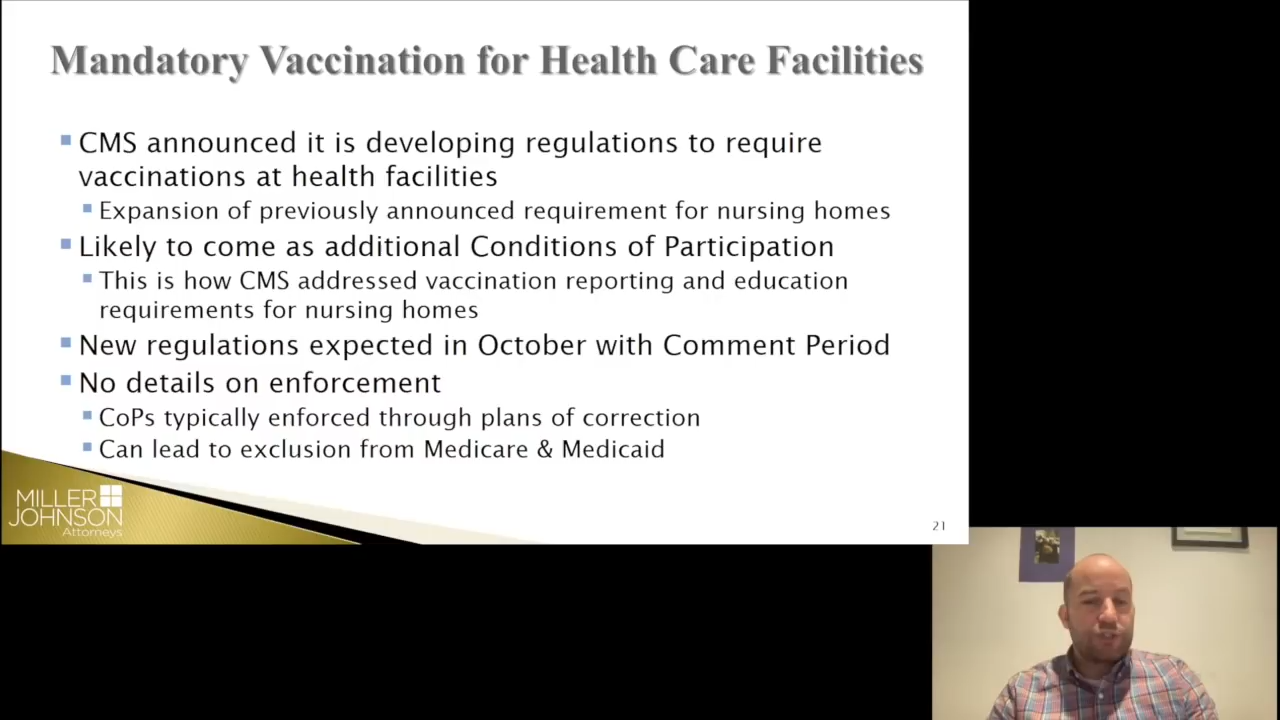 Mandatory Vaccination for Health Care Facilities
CMS announced it is developing regulations to require
vaccinations at health facilities
Expansion of previously announced requirement for nursing homes
Likely to come as additional Conditions of Participation
This is how CMS addressed vaccination reporting and education
requirements for nursing homes
New regulations expected in October with Comment Period
No details on enforcement
CoPs typically enforced through plans of correction
Can lead to exclusion from Medicare & Medicaid
MILLER
JOHNSON
Attorneys
21